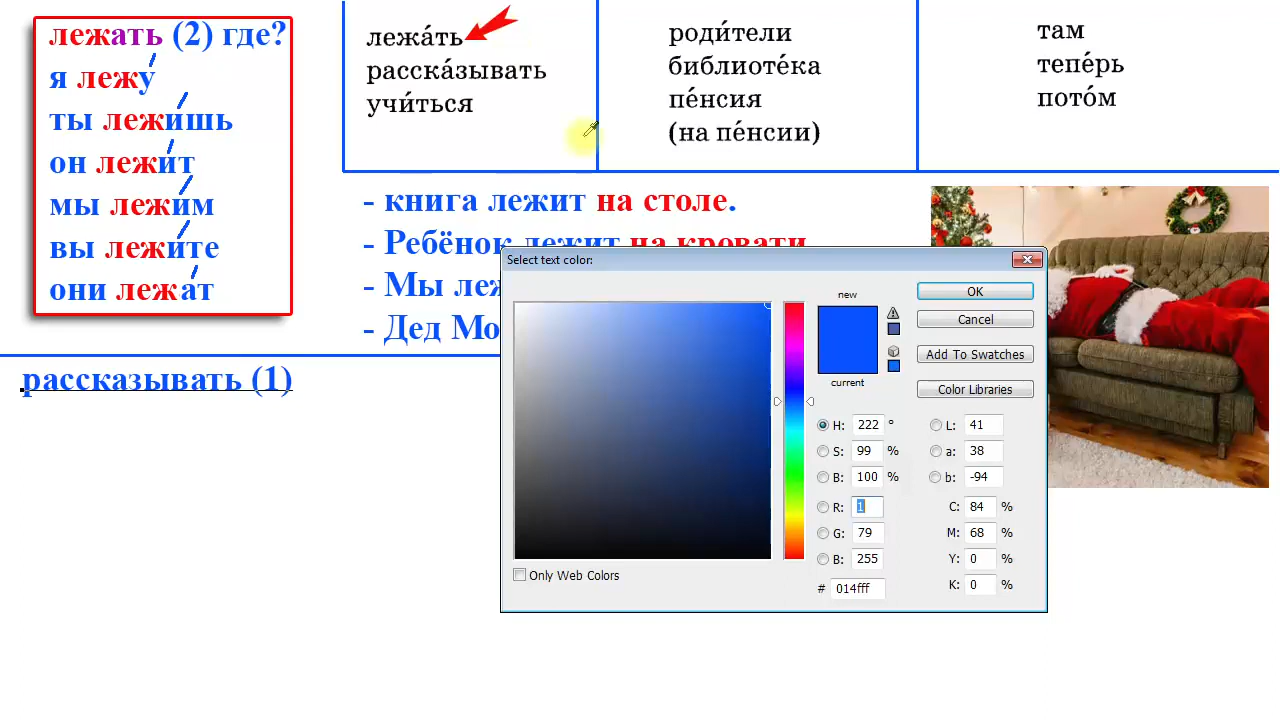 лежать (2) где?
я лежу
ты лежишь
он лежит
мы лежим
вы лежите
они лежат
лежа́ть
расска́зывать
учи́ться
роди́тели
библиоте́ка
пе́нсия
(на пе́нсии)
там
тепе́рь
пото́м
- книга лежит на столе.
- Ребёнок лежит на кровати
- Мы
- Дед
рассказывать (1)
Select text color:
new
current
OK
Cancel
Add To Swatches
Color Libraries
H: 222 °
S: 99 %
B: 100 %
R: 1
G: 79
B: 255
# 014fff
L: 41
a: 38
b: -94
C: 84 %
M: 68 %
Y: 0 %
K: 0 %
Only Web Colors